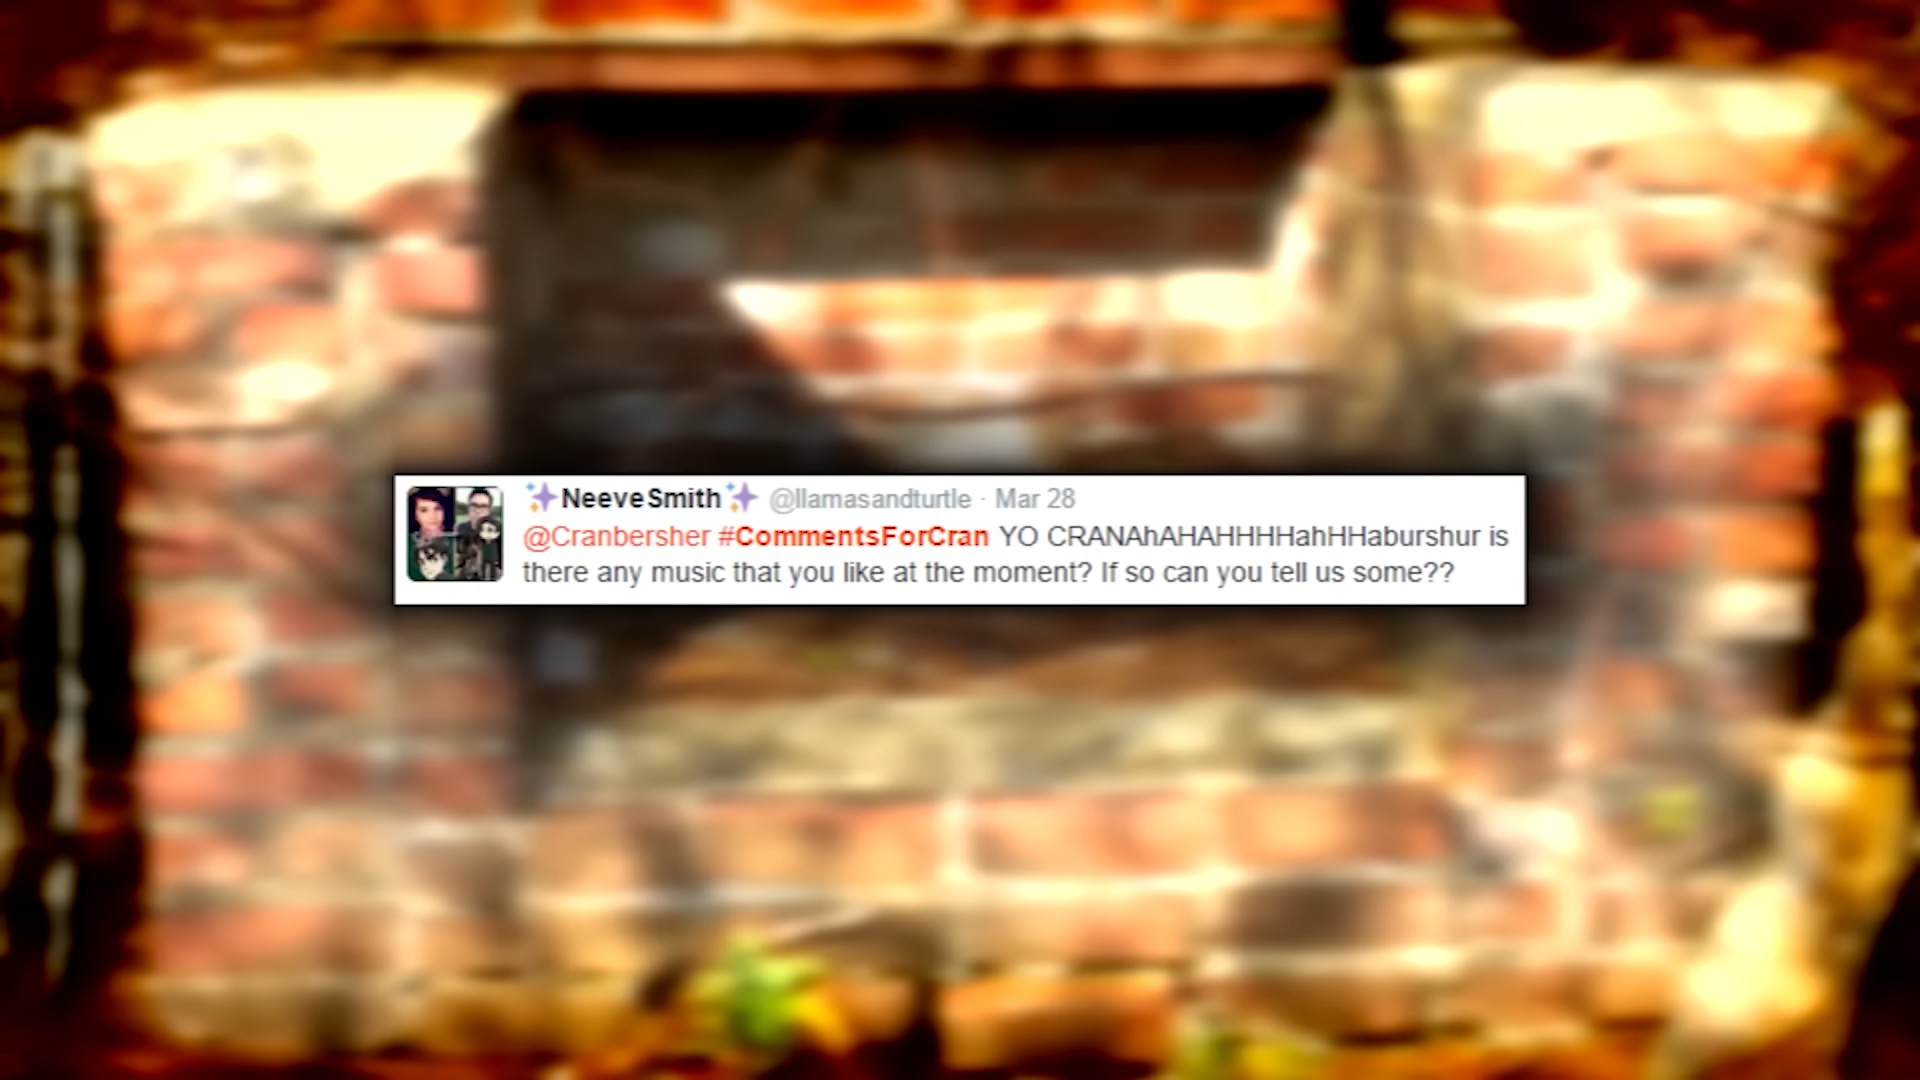 ✨NeeveSmith✨ @llamasandturtle · Mar 28
@Cranbersher #CommentsForCran YO CRANAhAHAHHHHahHHaburshur is
there any music that you like at the moment? If so can you tell us some??